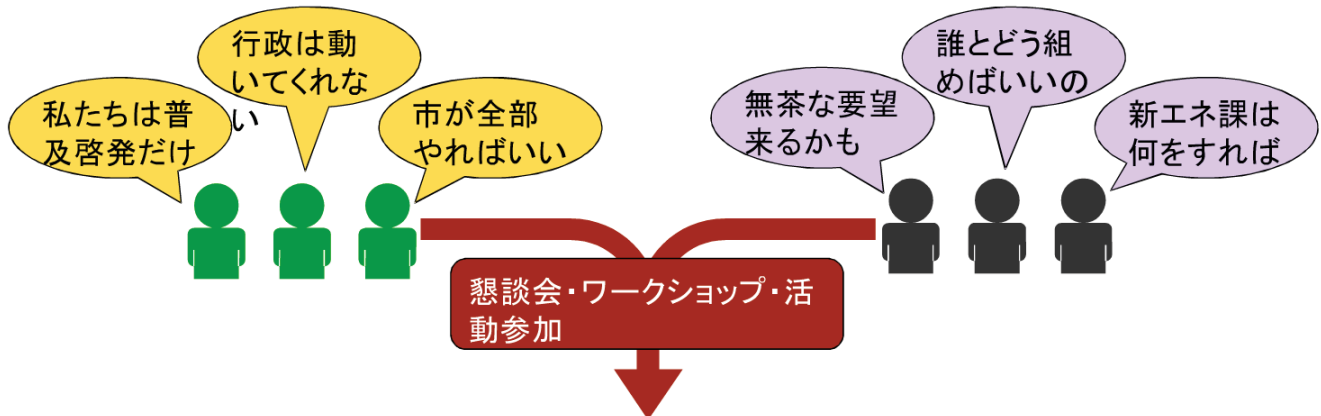 私たちは普
及啓発だけ
行政は動
いてくれな
い
市が全部
やればいい
無茶な要望
来るかも
誰とどう組
めばいいの
新エネ課は
何をすれば
懇談会・ワークショップ・活
動参加